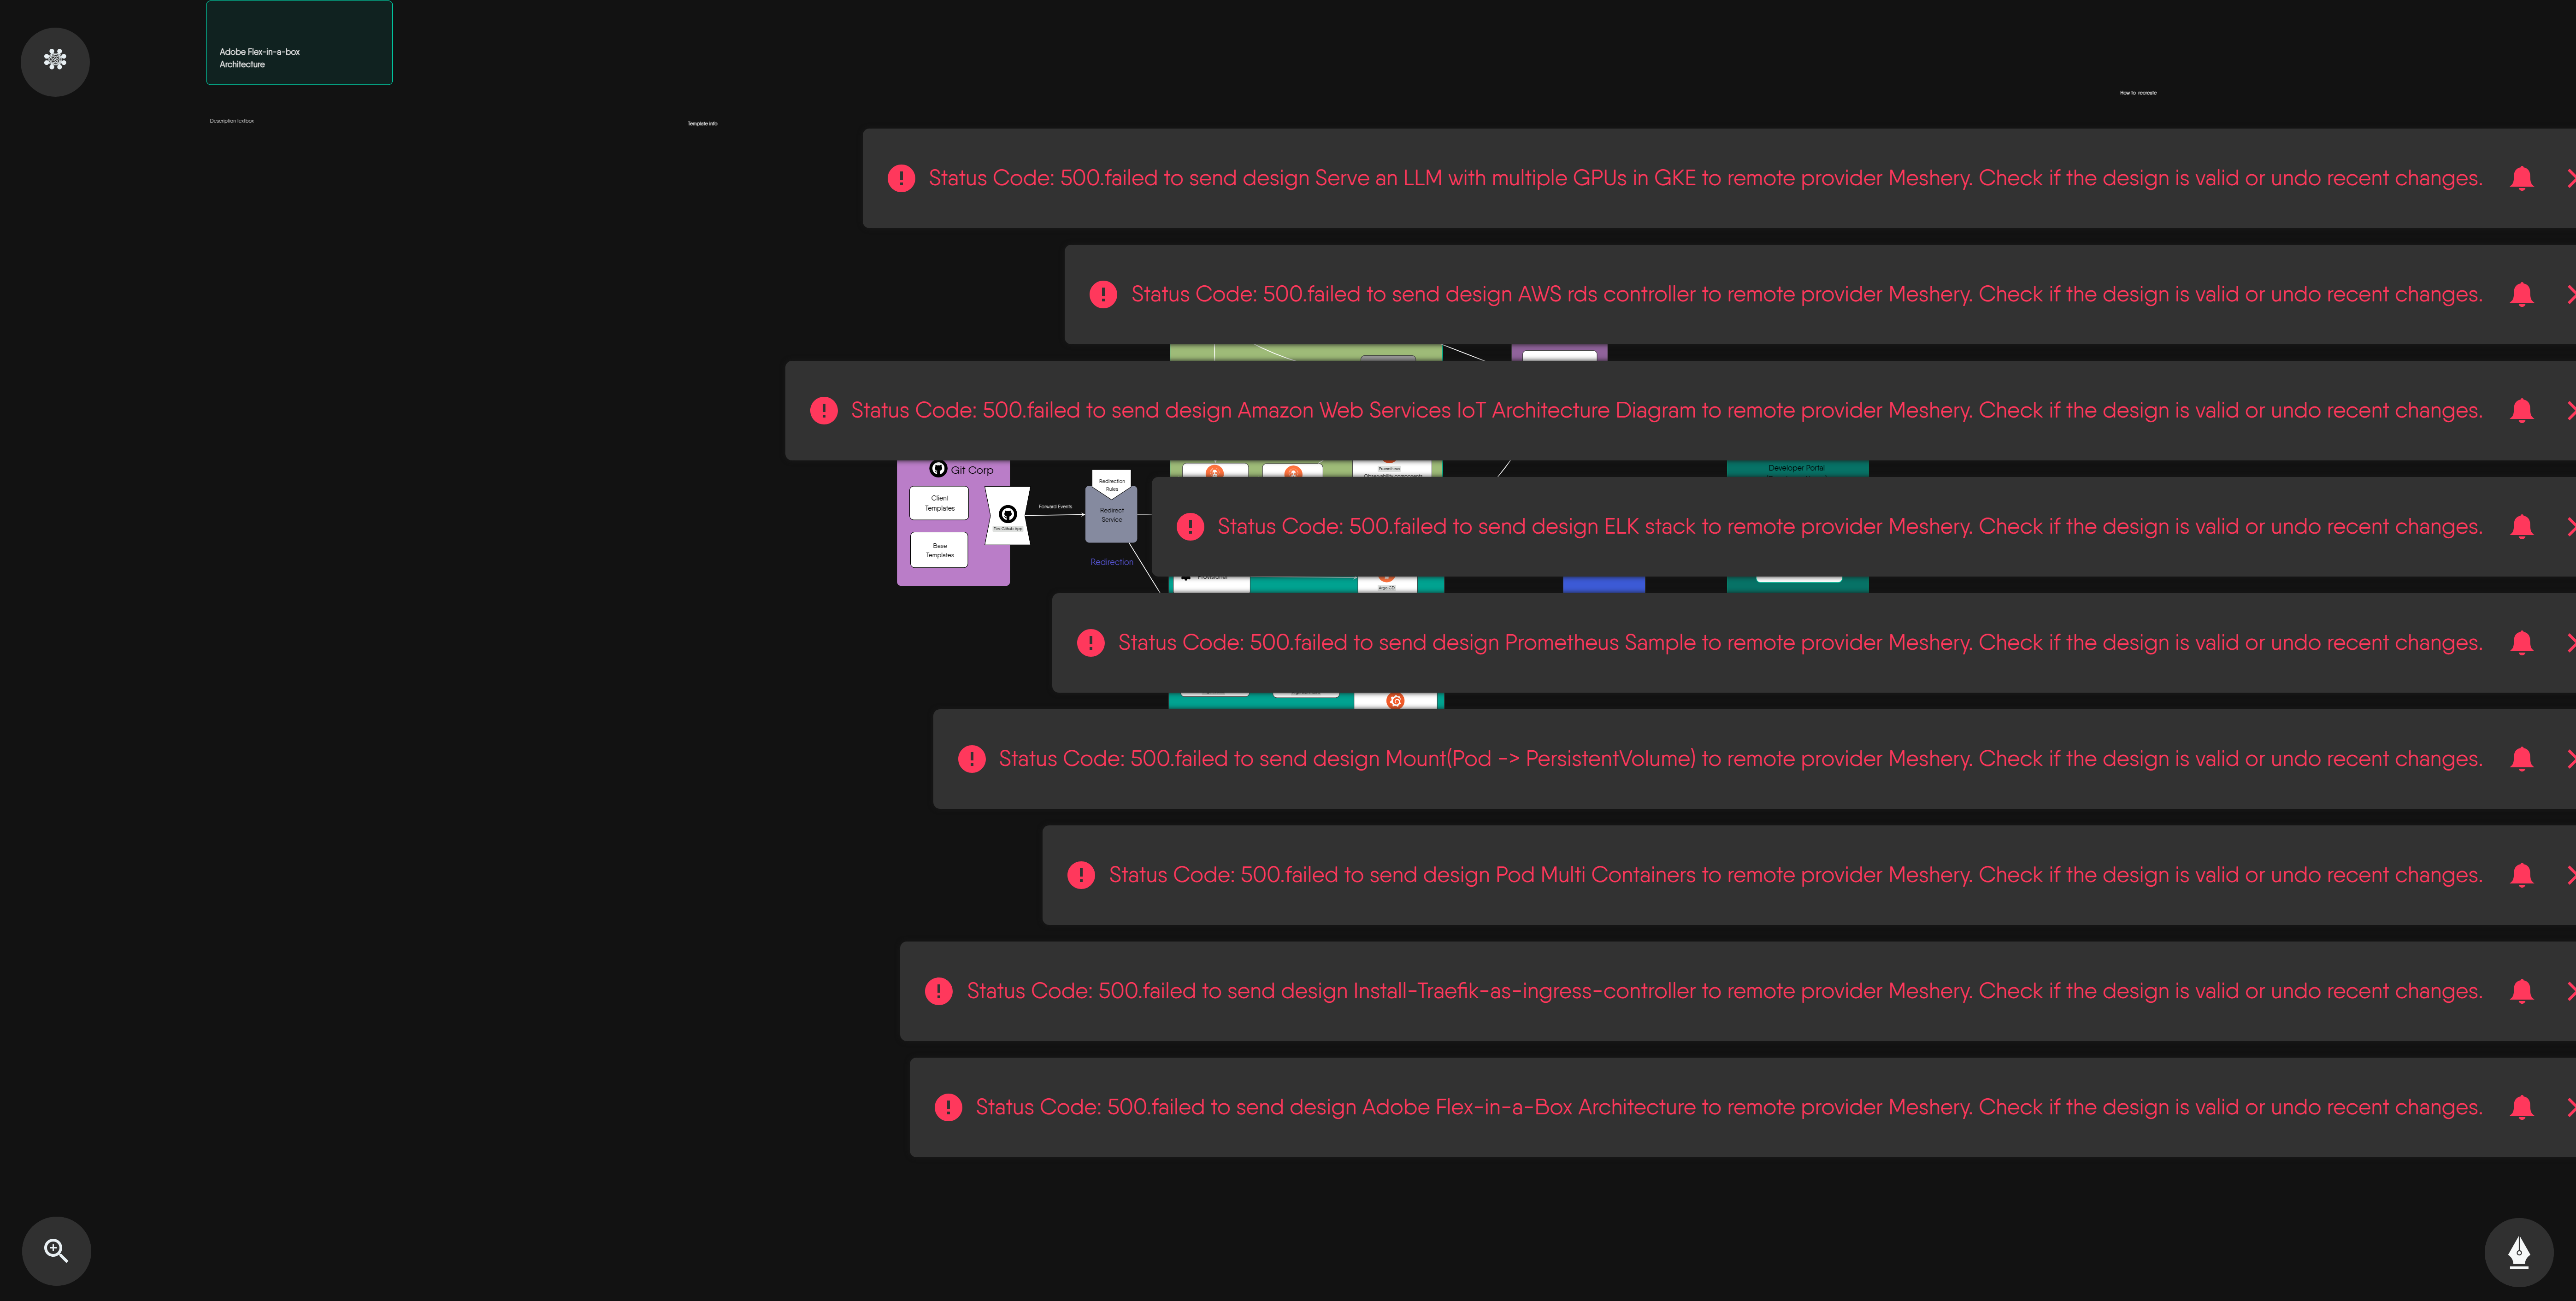 Adobe Flex-in-a-box
Architecture
How to recreate
Description textbox
Template info
Status Code: 500.failed to send design Serve an LLM with multiple GPUs in GKE to remote provider Meshery. Check if the design is valid or undo recent changes.
Status Code: 500.failed to send design AWS rds controller to remote provider Meshery. Check if the design is valid or undo recent changes.
Status Code: 500.failed to send design Amazon Web Services IoT Architecture Diagram to remote provider Meshery. Check if the design is valid or undo recent changes.
Git Corp
Client
Templates
Base
Templates
Flex Github App
Forward Events
Redirection
Rules
Redirect
Service
Redirection
Prometheus
Developer Portal
Status Code: 500.failed to send design ELK stack to remote provider Meshery. Check if the design is valid or undo recent changes.
Provisioner
Argo CD
Status Code: 500.failed to send design Prometheus Sample to remote provider Meshery. Check if the design is valid or undo recent changes.
Status Code: 500.failed to send design Mount(Pod -> PersistentVolume) to remote provider Meshery. Check if the design is valid or undo recent changes.
Status Code: 500.failed to send design Pod Multi Containers to remote provider Meshery. Check if the design is valid or undo recent changes.
Status Code: 500.failed to send design Install-Traefik-as-ingress-controller to remote provider Meshery. Check if the design is valid or undo recent changes.
Status Code: 500.failed to send design Adobe Flex-in-a-Box Architecture to remote provider Meshery. Check if the design is valid or undo recent changes.